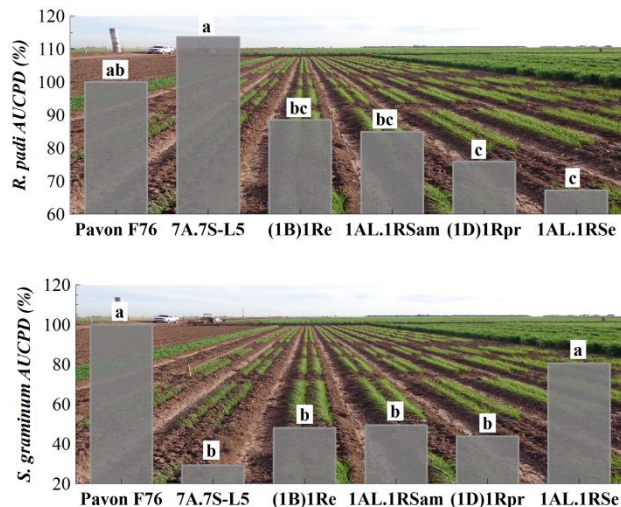 R. padi AUCPD (%)
120
110
100
90
80
70
60
ab
a
bc
bc
c
c
Pavon F76 7A.7S-L5 (1B)1Re 1AL.1RSam (1D)1Rpr 1AL.1RSe
S. graminum AUCPD (%)
120
100
80
60
40
20
a
b
b
b
b
a
Pavon F76 7A.7S-L5 (1B)1Re 1AL.1RSam (1D)1Rpr 1AL.1RSe